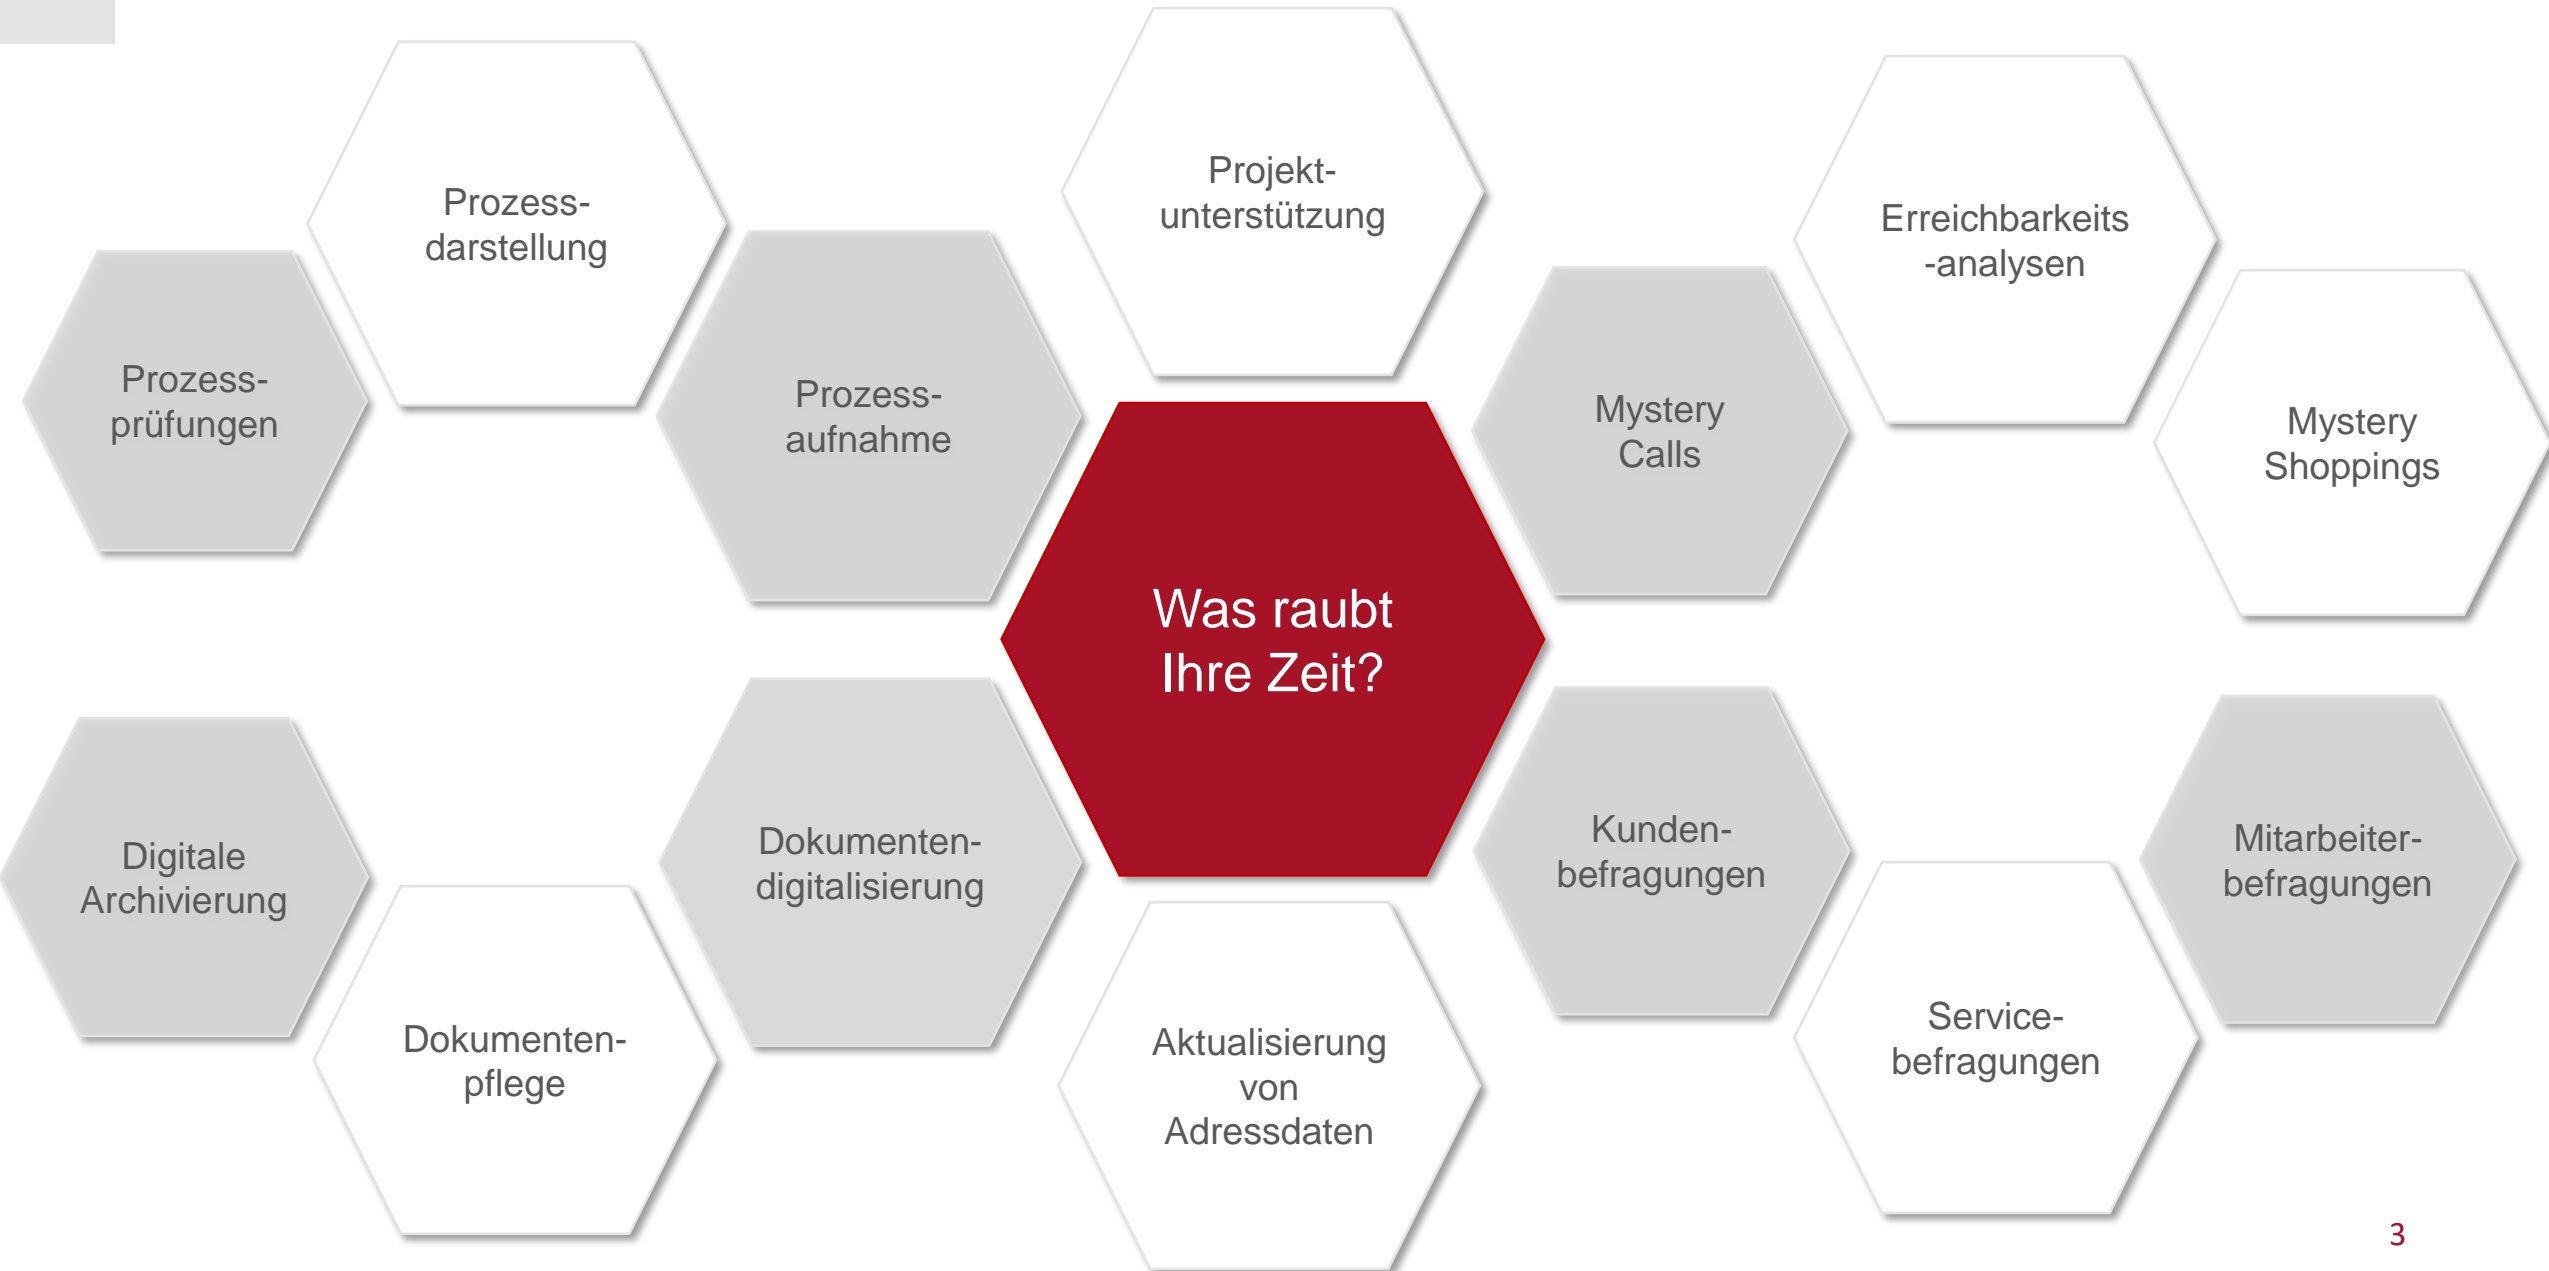 Prozess-
prüfungen
Prozess-
darstellung
Prozess-
aufnahme
Projekt-
unterstützung
Mystery
Calls
Erreichbarkeits
-analysen
Mystery
Shoppings
Was raubt
Ihre Zeit?
Digitale
Archivierung
Dokumenten-
pflege
Dokumenten-
digitalisierung
Aktualisierung
von
Adressdaten
Kunden-
befragungen
Service-
befragungen
Mitarbeiter-
befragungen
3